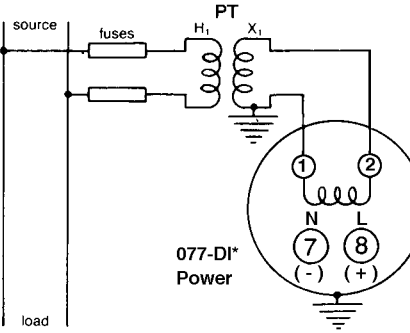 PT
source
fuses
H1
X1
1
2
N L
7 8
(-) (+)
077-DI*
Power
load